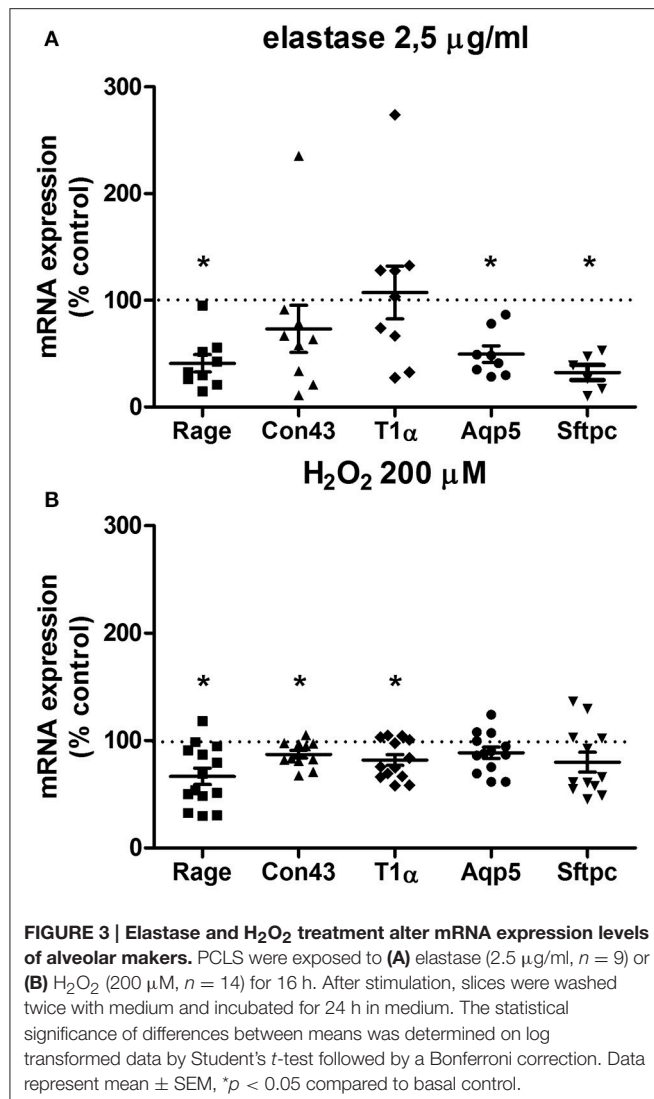 A
elastase 2,5 μg/ml
mRNA expression
(% control)
300
200
100
0
*
*
*
Rage Con43 T1α Aqp5 Sftpc
B
H₂O₂ 200 μM
mRNA expression
(% control)
300
200
100
0
*
*
*
Rage Con43 T1α Aqp5 Sftpc
FIGURE 3 | Elastase and H₂O₂ treatment alter mRNA expression levels
of alveolar makers. PCLS were exposed to (A) elastase (2.5 μg/ml, n = 9) or
(B) H₂O₂ (200 μM, n = 14) for 16 h. After stimulation, slices were washed
twice with medium and incubated for 24 h in medium. The statistical
significance of differences between means was determined on log
transformed data by Student's t-test followed by a Bonferroni correction. Data
represent mean ± SEM, *p < 0.05 compared to basal control.